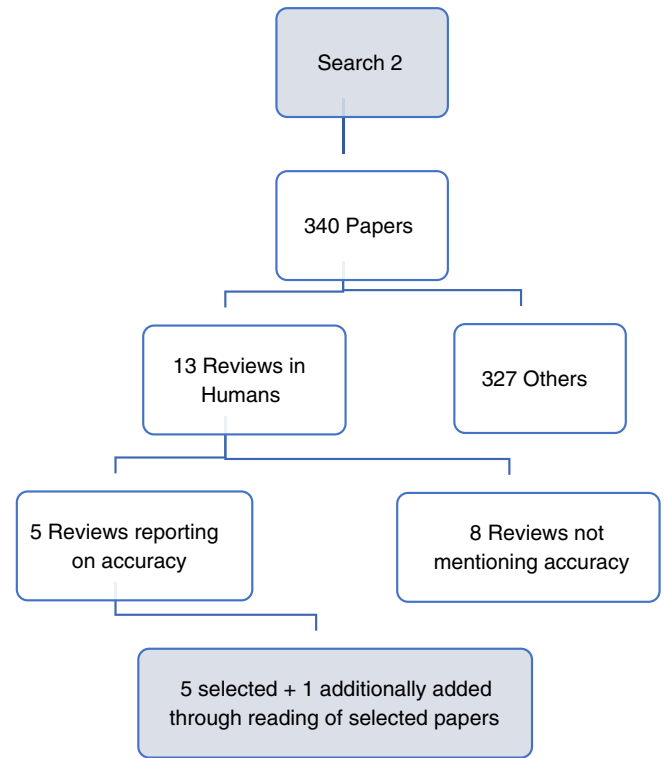 Search 2
340 Papers
13 Reviews in
Humans
327 Others
5 Reviews reporting
on accuracy
8 Reviews not
mentioning accuracy
5 selected + 1 additionally added
through reading of selected papers